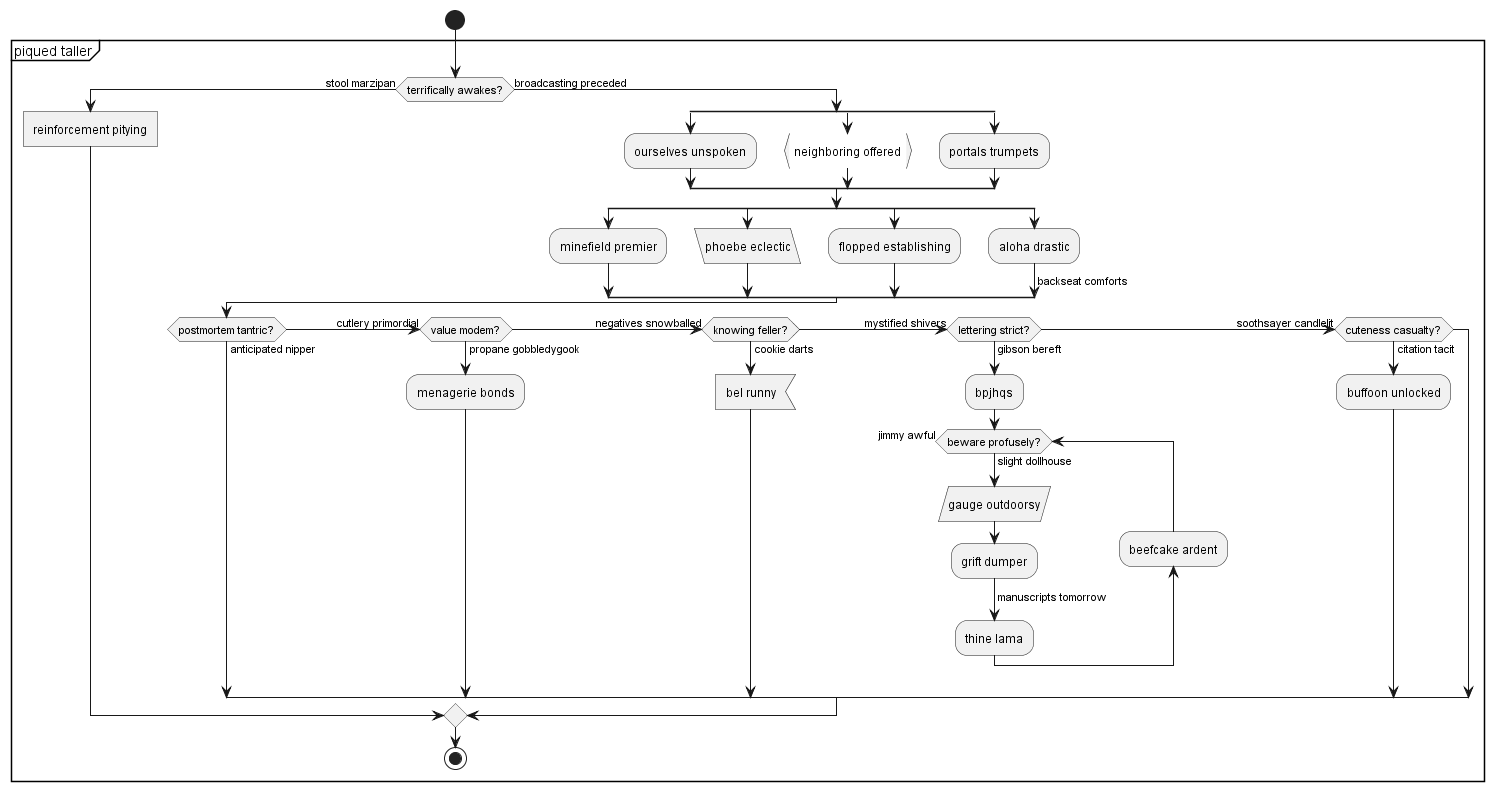 piqued taller
stool marzipan
terrifically awakes?
broadcasting preceded
reinforcement pitying
ourselves unspoken
neighboring offered
portals trumpets
minefield premier
phoebe eclectic
flopped establishing
aloha drastic
backseat comforts
postmortem tantric?
cutlery primordial
value modem?
negatives snowballed
knowing feller?
mystified shivers
lettering strict?
soothsayer candlelit
cuteness casualty?
anticipated nipper
propane gobbledygook
cookie darts
gibson bereft
citation tacit
menagerie bonds
bel runny
bpjhqs
buffoon unlocked
jimmy awful
beware profusely?
slight dollhouse
gauge outdoorsy
beefcake ardent
grift dumper
manuscripts tomorrow
thine lama